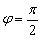 φ = π/2